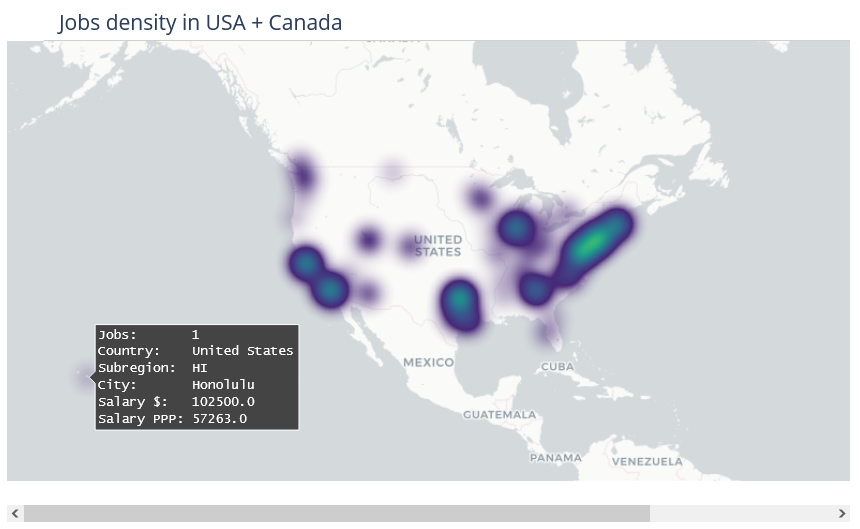 Jobs density in USA + Canada
UNITED
STATES
Jobs: 1
Country: United States
Subregion: HI
City: Honolulu
Salary $: 102500.0
Salary PPP: 57263.0
MEXICO
CUBA
GUATEMALA
PANAMA
VENEZUELA